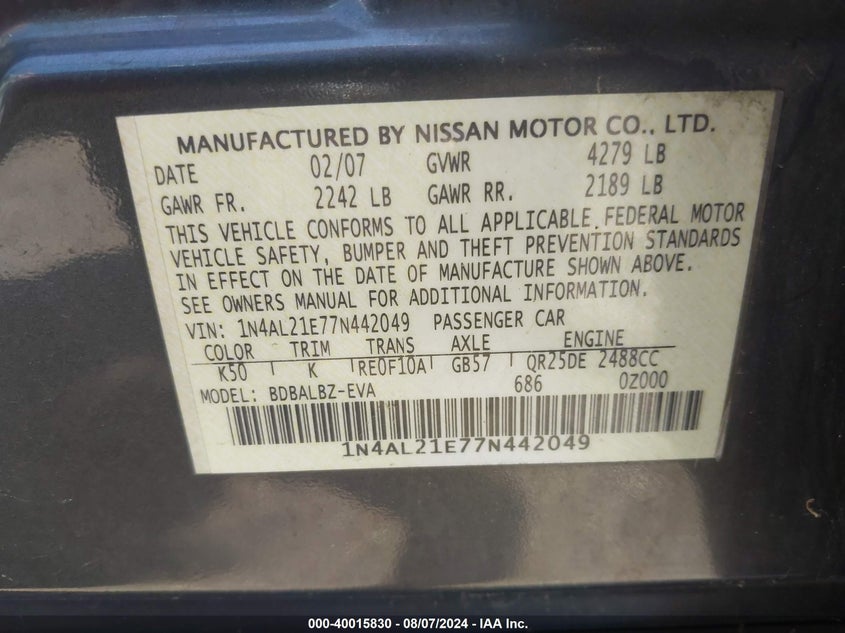 MANUFACTURED BY NISSAN MOTOR CO., LTD.
DATE 02/07 GVWR 4279 LB
GAWR FR. 2242 LB GAWR RR. 2189 LB
THIS VEHICLE CONFORMS TO ALL APPLICABLE FEDERAL MOTOR
VEHICLE SAFETY, BUMPER AND THEFT PREVENTION STANDARDS
IN EFFECT ON THE DATE OF MANUFACTURE SHOWN ABOVE.
SEE OWNERS MANUAL FOR ADDITIONAL INFORMATION.
VIN: 1N4AL21E77N442049 PASSENGER CAR
COLOR TRIM TRANS AXLE ENGINE
K50 K RE0F10A GB57 QR25DE 2488CC
MODEL: BDBALBZ-EVA 686 0Z000
1N4AL21E77N442049
000-40015830 - 08/07/2024 - IAA Inc.